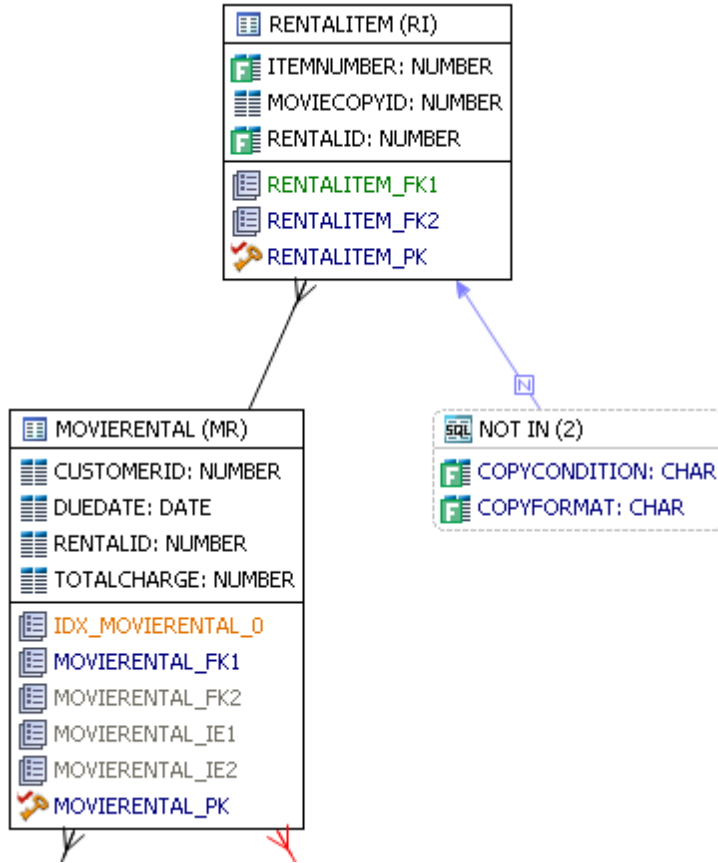 RENTALITEM (RI)
F ITEMNUMBER: NUMBER
MOVIECOPYID: NUMBER
F RENTALID: NUMBER
RENTALITEM_FK1
RENTALITEM_FK2
RENTALITEM_PK
N
MOVIERENTAL (MR)
CUSTOMERID: NUMBER
DUEDATE: DATE
RENTALID: NUMBER
TOTALCHARGE: NUMBER
IDX_MOVIERENTAL_0
MOVIERENTAL_FK1
MOVIERENTAL_FK2
MOVIERENTAL_IE1
MOVIERENTAL_IE2
MOVIERENTAL_PK
SQL NOT IN (2)
F COPYCONDITION: CHAR
F COPYFORMAT: CHAR